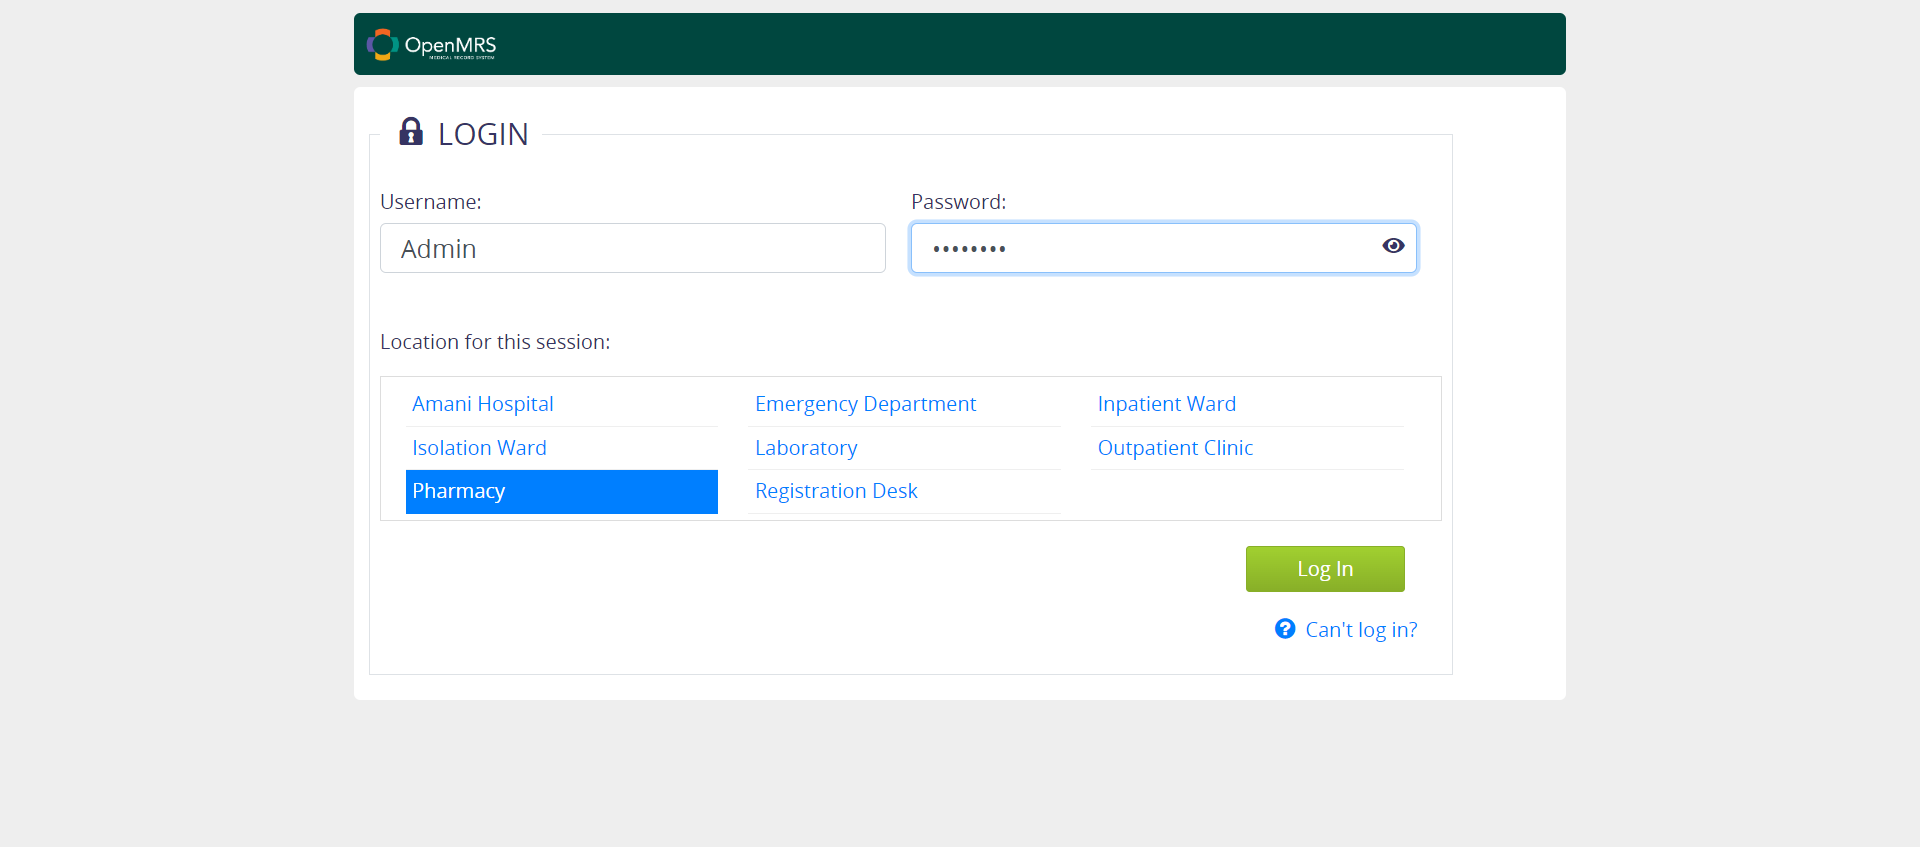 OpenMRS
MEDICAL RECORD SYSTEM
LOGIN
Username:
Password:
Admin
••••••••
Location for this session:
Amani Hospital
Emergency Department
Inpatient Ward
Isolation Ward
Laboratory
Outpatient Clinic
Pharmacy
Registration Desk
Log In
Can't log in?